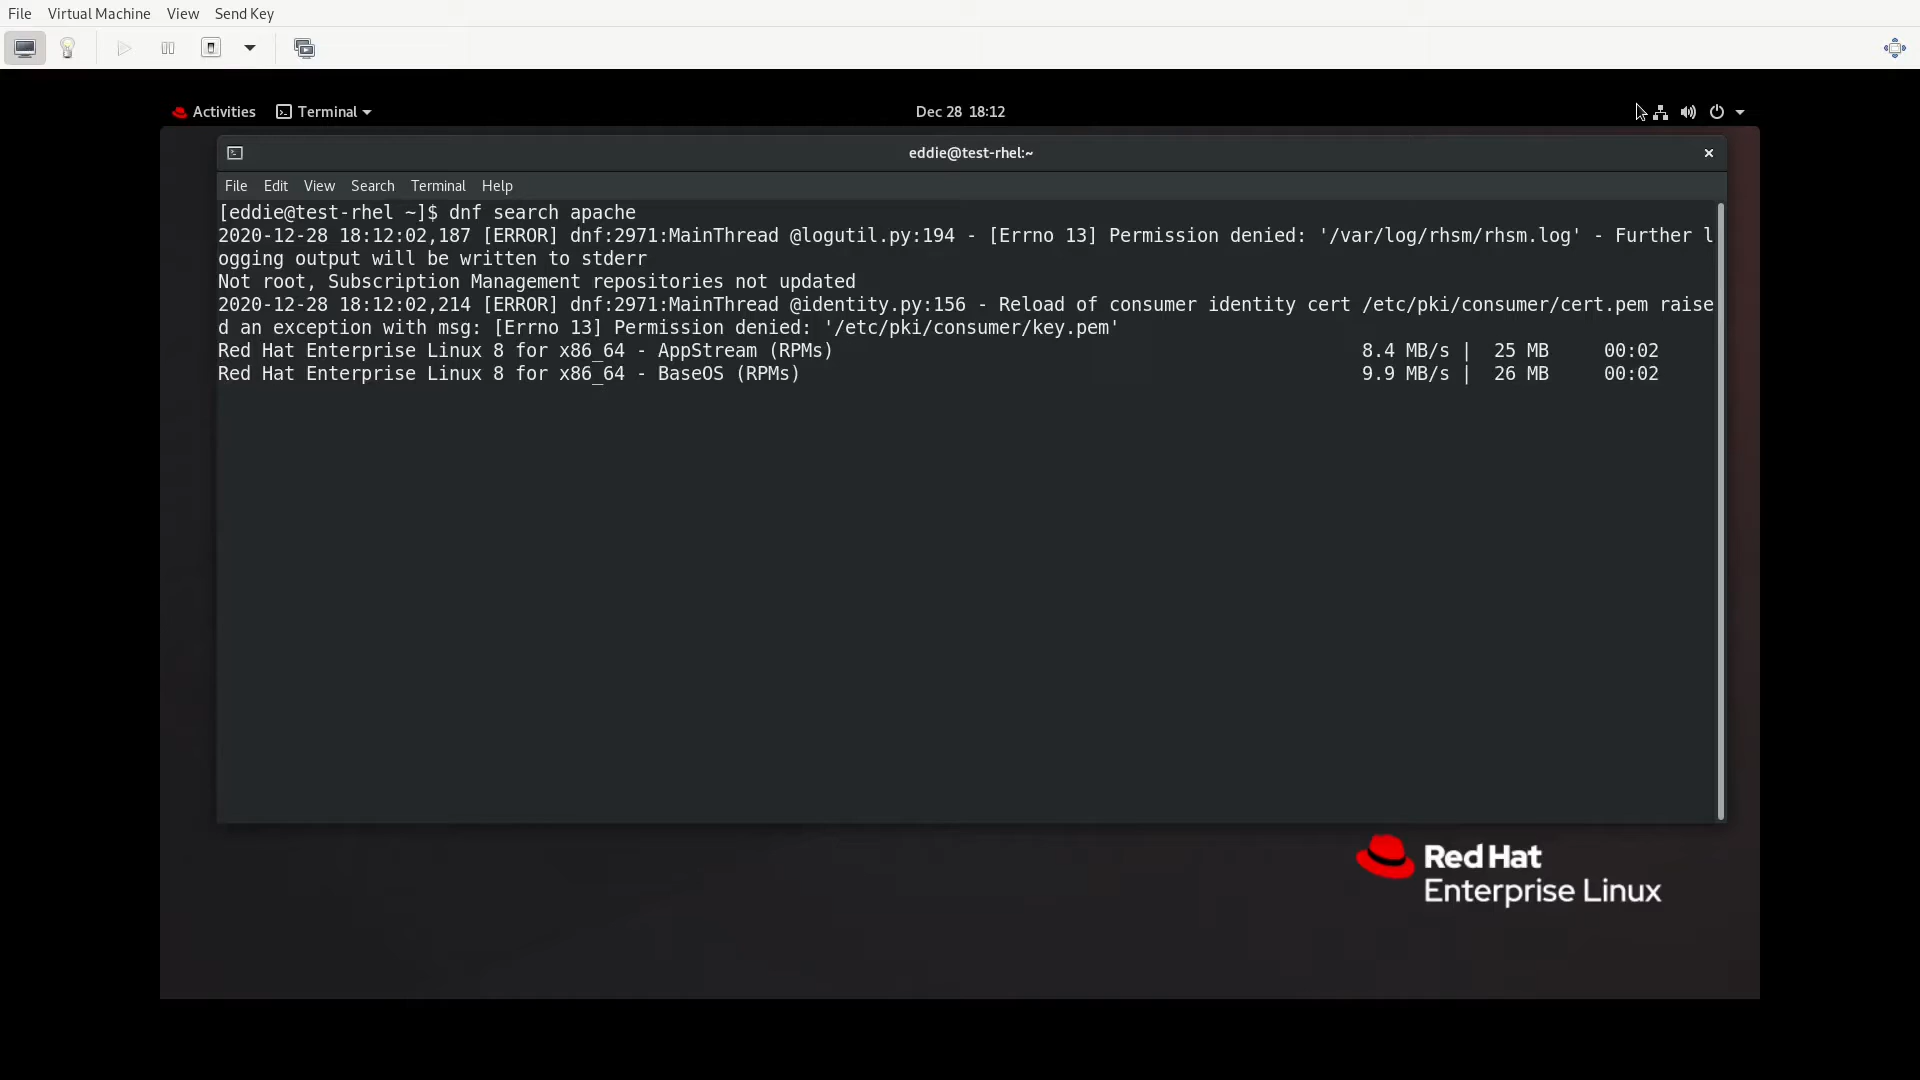 File Virtual Machine View Send Key
Activities Terminal Dec 28 18:12
eddie@test-rhel:~
File Edit View Search Terminal Help
[eddie@test-rhel ~]$ dnf search apache
2020-12-28 18:12:02,187 [ERROR] dnf:2971:MainThread @logutil.py:194 - [Errno 13] Permission denied: '/var/log/rhsm/rhsm.log' - Further l
ogging output will be written to stderr
Not root, Subscription Management repositories not updated
2020-12-28 18:12:02,214 [ERROR] dnf:2971:MainThread @identity.py:156 - Reload of consumer identity cert /etc/pki/consumer/cert.pem raise
d an exception with msg: [Errno 13] Permission denied: '/etc/pki/consumer/key.pem'
Red Hat Enterprise Linux 8 for x86_64 - AppStream (RPMs) 8.4 MB/s | 25 MB 00:02
Red Hat Enterprise Linux 8 for x86_64 - BaseOS (RPMs) 9.9 MB/s | 26 MB 00:02
Red Hat
Enterprise Linux